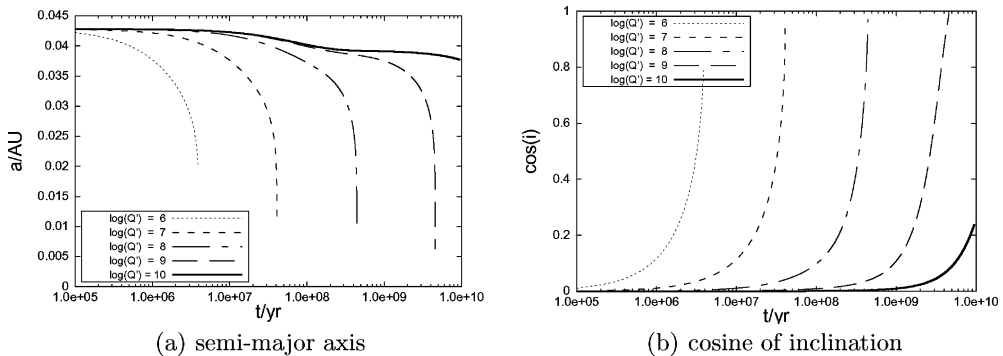 0.045
0.04
0.035
0.03
0.025
0.02
0.015
0.01
0.005
0
a/AU
log(Q') = 6
log(Q') = 7
log(Q') = 8
log(Q') = 9
log(Q') = 10
1.0e+05 1.0e+06 1.0e+07 1.0e+08 1.0e+09 1.0e+10
t/yr
(a) semi-major axis
1
0.8
0.6
0.4
0.2
0
cos(i)
log(Q') = 6
log(Q') = 7
log(Q') = 8
log(Q') = 9
log(Q') = 10
1.0e+05 1.0e+06 1.0e+07 1.0e+08 1.0e+09 1.0e+10
t/yr
(b) cosine of inclination